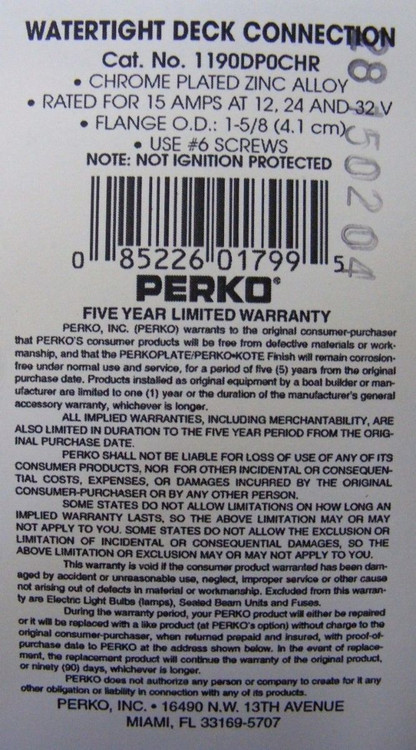 WATERTIGHT DECK CONNECTION
Cat. No. 1190DP0CHR
• CHROME PLATED ZINC ALLOY
• RATED FOR 15 AMPS AT 12, 24 AND 32 V
• FLANGE O.D.: 1-5/8 (4.1 cm)
• USE #6 SCREWS
NOTE: NOT IGNITION PROTECTED
28150204
0 85226 01799 5
PERKO®
FIVE YEAR LIMITED WARRANTY
PERKO, INC. (PERKO) warrants to the original consumer-purchaser
that PERKO'S consumer products will be free from defective materials or work-
manship, and that the PERKOPLATE/PERKO•KOTE Finish will remain corrosion-
free under normal use and service, for a period of five (5) years from the original
purchase date. Products installed as original equipment by a boat builder or man-
ufacturer are limited to one (1) year or the duration of the manufacturer's general
accessory warranty, whichever is longer.
ALL IMPLIED WARRANTIES, INCLUDING MERCHANTABILITY, ARE
ALSO LIMITED IN DURATION TO THE FIVE YEAR PERIOD FROM THE ORIG-
INAL PURCHASE DATE.
PERKO SHALL NOT BE LIABLE FOR LOSS OF USE OF ANY OF ITS
CONSUMER PRODUCTS, NOR FOR OTHER INCIDENTAL OR CONSEQUEN-
TIAL COSTS, EXPENSES, OR DAMAGES INCURRED BY THE ORIGINAL
CONSUMER-PURCHASER OR BY ANY OTHER PERSON.
SOME STATES DO NOT ALLOW LIMITATIONS ON HOW LONG AN
IMPLIED WARRANTY LASTS, SO THE ABOVE LIMITATION MAY OR MAY
NOT APPLY TO YOU. SOME STATES DO NOT ALLOW THE EXCLUSION OR
LIMITATION OF INCIDENTAL OR CONSEQUENTIAL DAMAGES, SO THE
ABOVE LIMITATION OR EXCLUSION MAY OR MAY NOT APPLY TO YOU.
This warranty is void if the consumer product warranted has been dam-
aged by accident or unreasonable use, neglect, improper service or other cause
not arising out of defects in material or workmanship. Excluded from this warran-
ty are Electric Light Bulbs (lamps), Sealed Beam Units and Fuses.
During the warranty period, your PERKO product will either be repaired
or it will be replaced with a like product (at PERKO's option) without charge to the
original consumer-purchaser, when returned prepaid and insured, with proof-of-
purchase date to PERKO at the address shown below. In the event of replace-
ment, the replacement product will continue the warranty of the original product,
or ninety (90) days, whichever is longer.
PERKO does not authorize any person or company to create for it any
other obligation or liability in connection with any of its products.
PERKO, INC. • 16490 N.W. 13TH AVENUE
MIAMI, FL 33169-5707